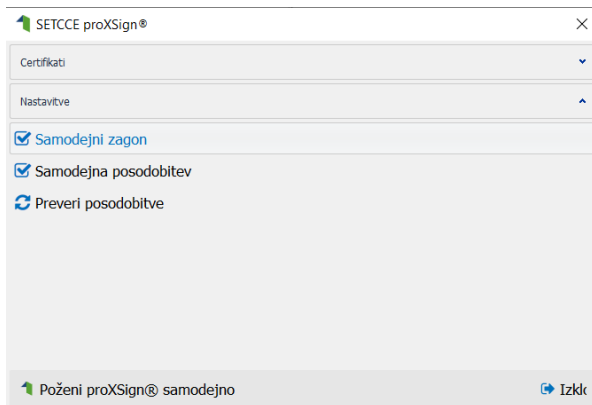 SETCCE proXSign®
Certifikati
Nastavitve
Samodejni zagon
Samodejna posodobitev
Preveri posodobitve
Poženi proXSign® samodejno